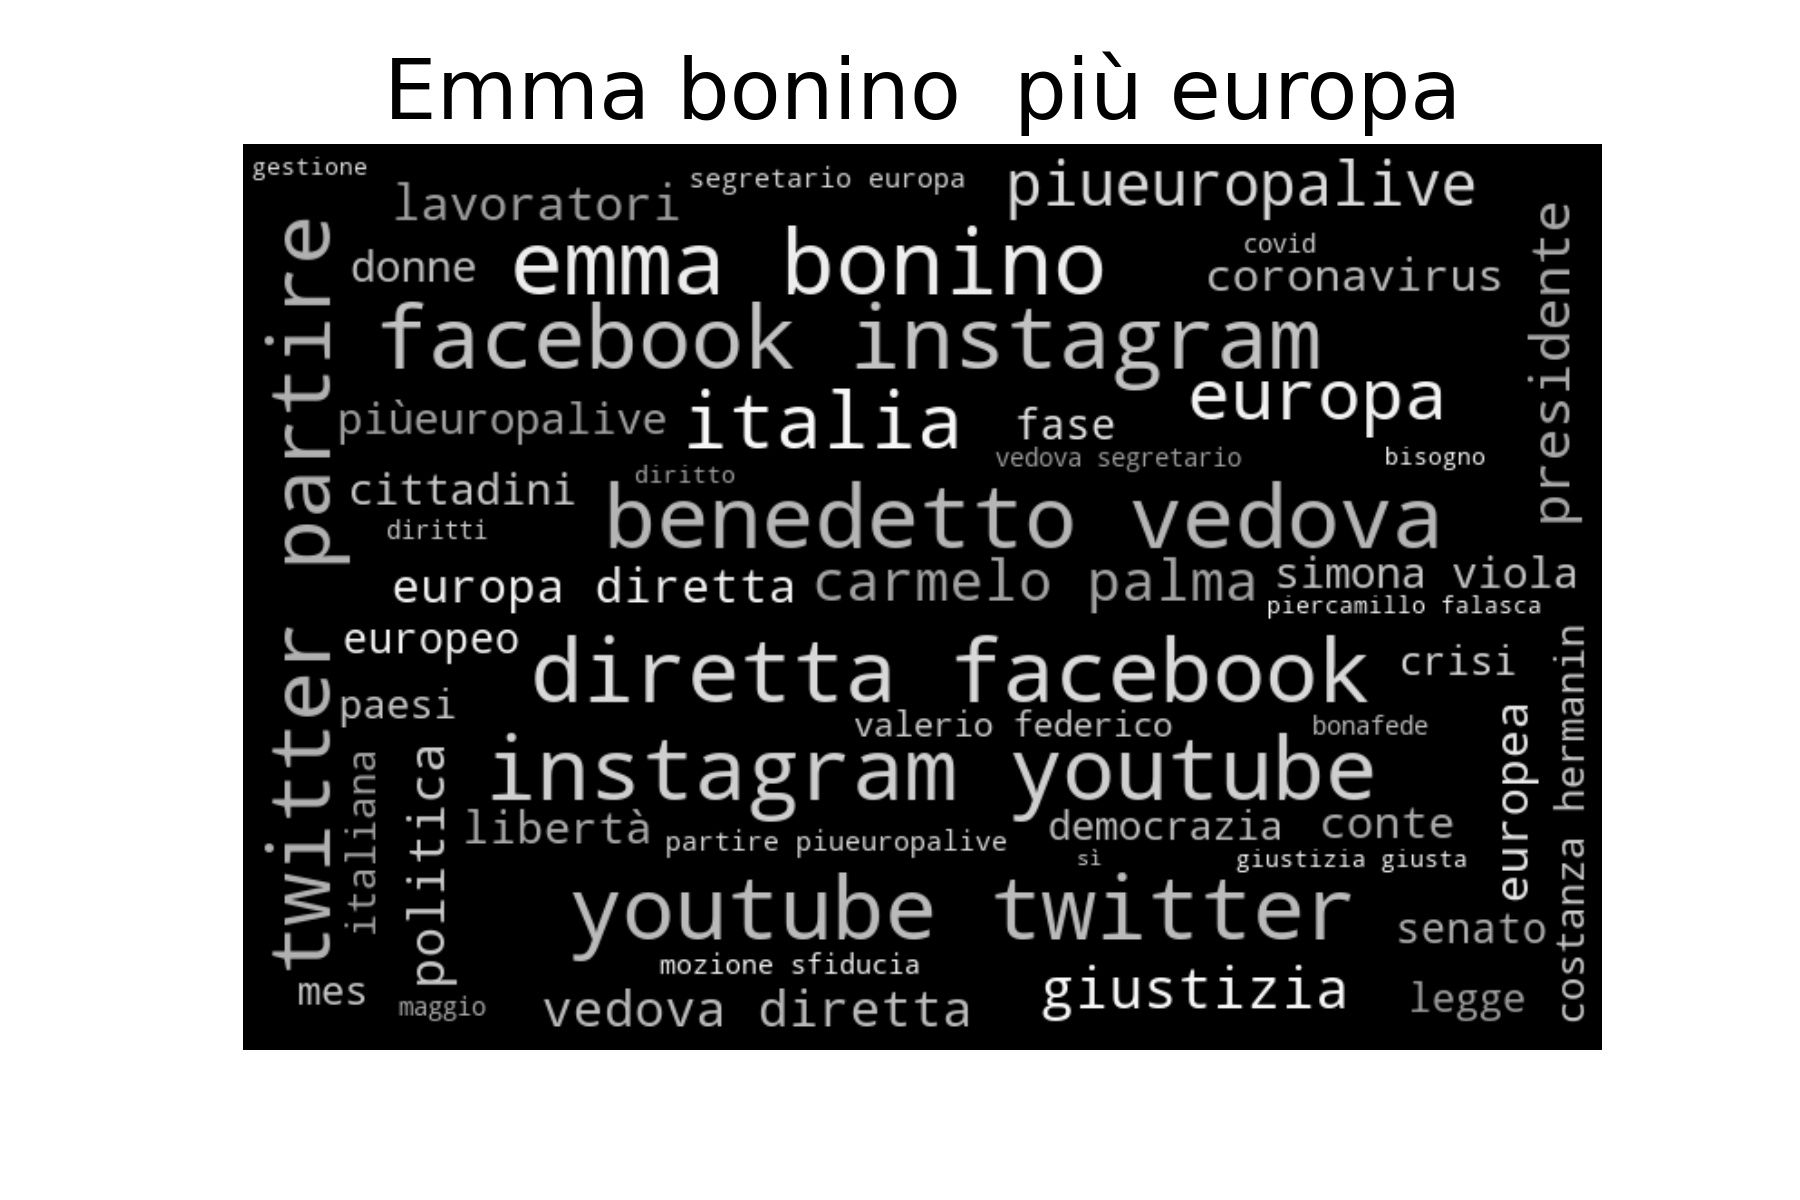 Emma bonino  più europa
gestione
lavoratori
segretario europa
piueuropalive
presidente
twitter partire
donne
emma bonino
covid
coronavirus
facebook instagram
europa
piùeuropalive
italia
fase
vedova segretario
bisogno
cittadini
diritto
benedetto vedova
diritti
europa diretta
carmelo palma
simona viola
piercamillo falasca
europeo
diretta facebook
crisi
costanza hermanin
paesi
valerio federico
bonafede
europea
italiana
politica
instagram youtube
libertà
partire piueuropalive
democrazia
conte
sì
giustizia giusta
youtube twitter
senato
mozione sfiducia
mes
maggio
vedova diretta
giustizia
legge